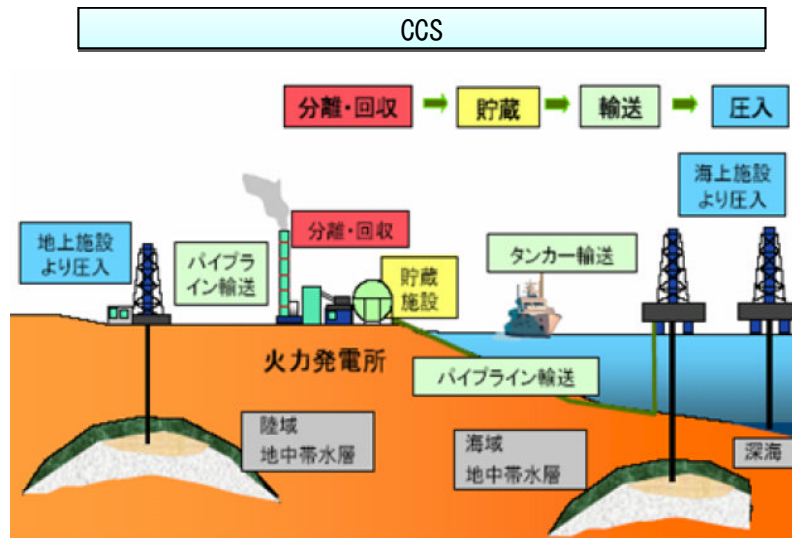 CCS
分離・回収
貯蔵
輸送
圧入
海上施設
より圧入
地上施設
より圧入
パイプラ
イン輸送
分離・回収
貯蔵
施設
タンカー輸送
火力発電所
パイプライン輸送
陸域
地中帯水層
海域
地中帯水層
深海